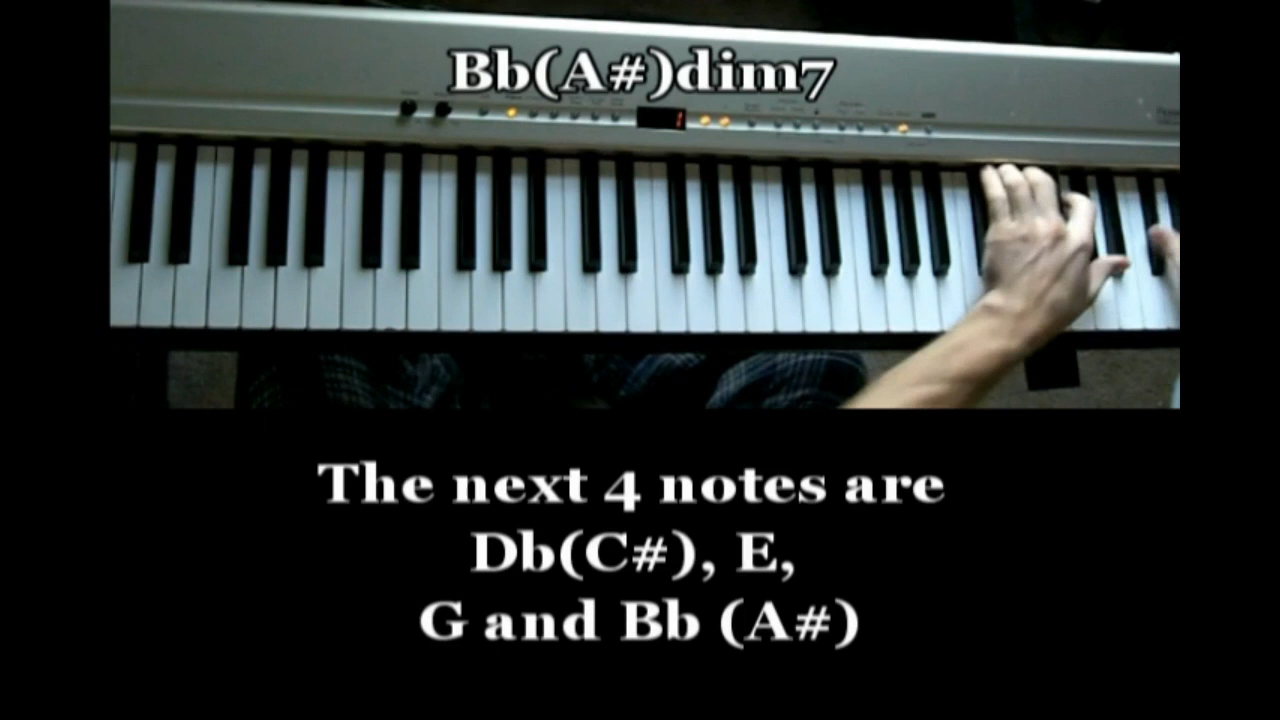 Bb(A#)dim7
The next 4 notes are
Db(C#), E,
G and Bb (A#)